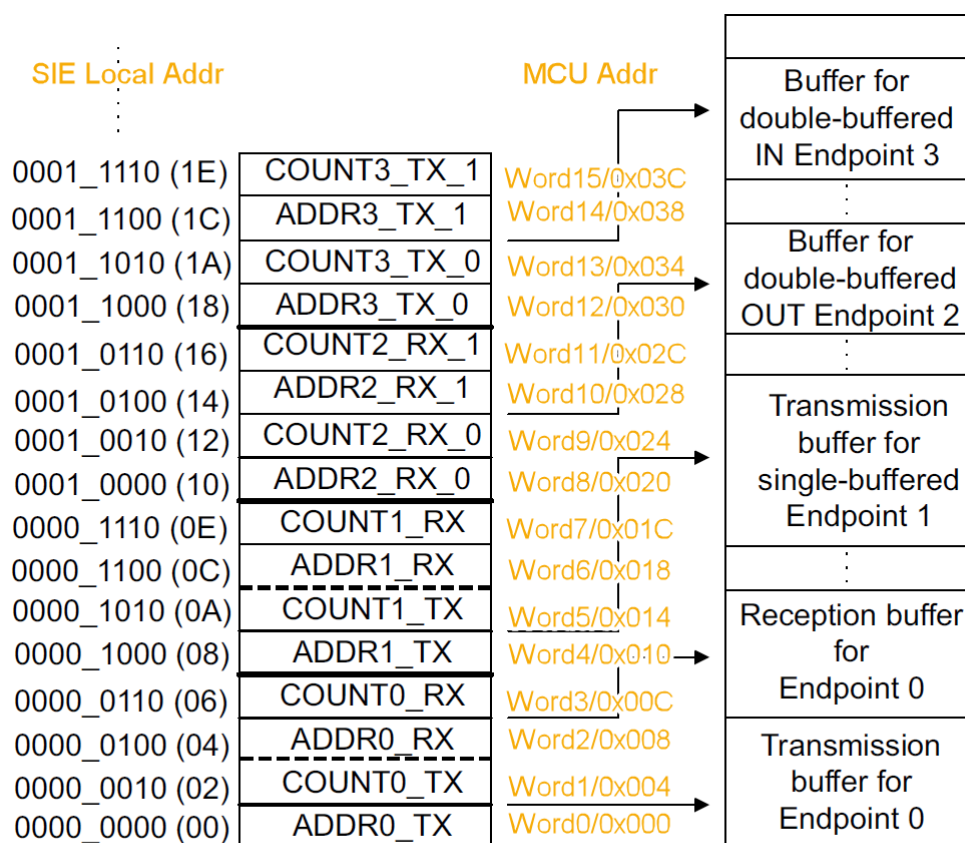 SIE Local Addr
MCU Addr
Buffer for
double-buffered
IN Endpoint 3
0001_1110 (1E) COUNT3_TX_1 Word15/0x03C
0001_1100 (1C) ADDR3_TX_1 Word14/0x038
Buffer for
double-buffered
OUT Endpoint 2
0001_1010 (1A) COUNT3_TX_0 Word13/0x034
0001_1000 (18) ADDR3_TX_0 Word12/0x030
0001_0110 (16) COUNT2_RX_1 Word11/0x02C
0001_0100 (14) ADDR2_RX_1 Word10/0x028
Transmission
buffer for
single-buffered
Endpoint 1
0001_0010 (12) COUNT2_RX_0 Word9/0x024
0001_0000 (10) ADDR2_RX_0 Word8/0x020
0000_1110 (0E) COUNT1_RX Word7/0x01C
0000_1100 (0C) ADDR1_RX Word6/0x018
0000_1010 (0A) COUNT1_TX Word5/0x014
0000_1000 (08) ADDR1_TX Word4/0x010
Reception buffer
for
Endpoint 0
0000_0110 (06) COUNT0_RX Word3/0x00C
0000_0100 (04) ADDR0_RX Word2/0x008
0000_0010 (02) COUNT0_TX Word1/0x004
0000_0000 (00) ADDR0_TX Word0/0x000
Transmission
buffer for
Endpoint 0